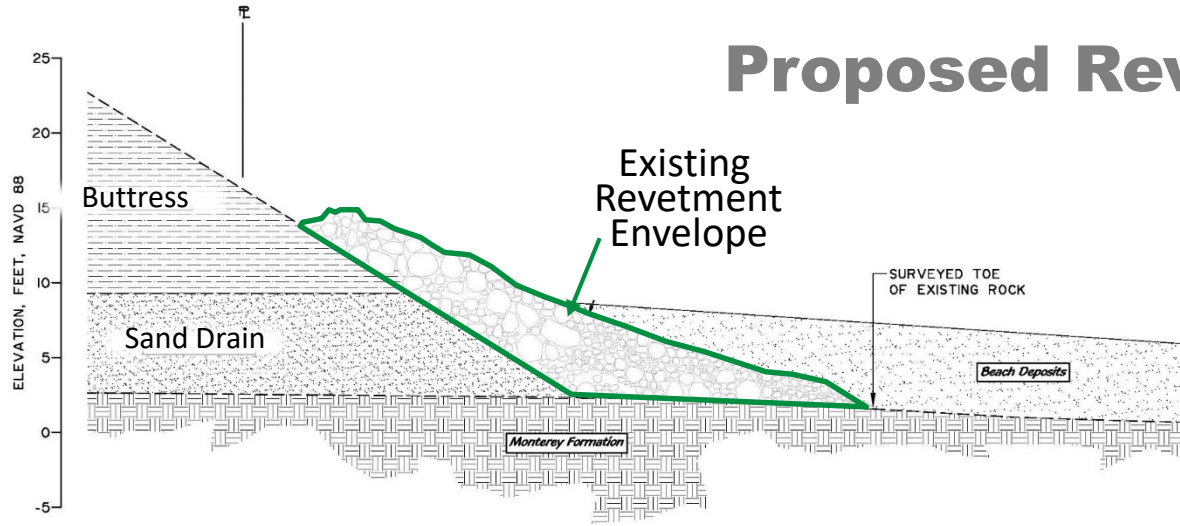 PL
Proposed Rev
25
20
15
10
5
0
-5
ELEVATION, FEET, NAVD 88
Buttress
Sand Drain
Existing
Revetment
Envelope
SURVEYED TOE
OF EXISTING ROCK
Beach Deposits
Monterey Formation